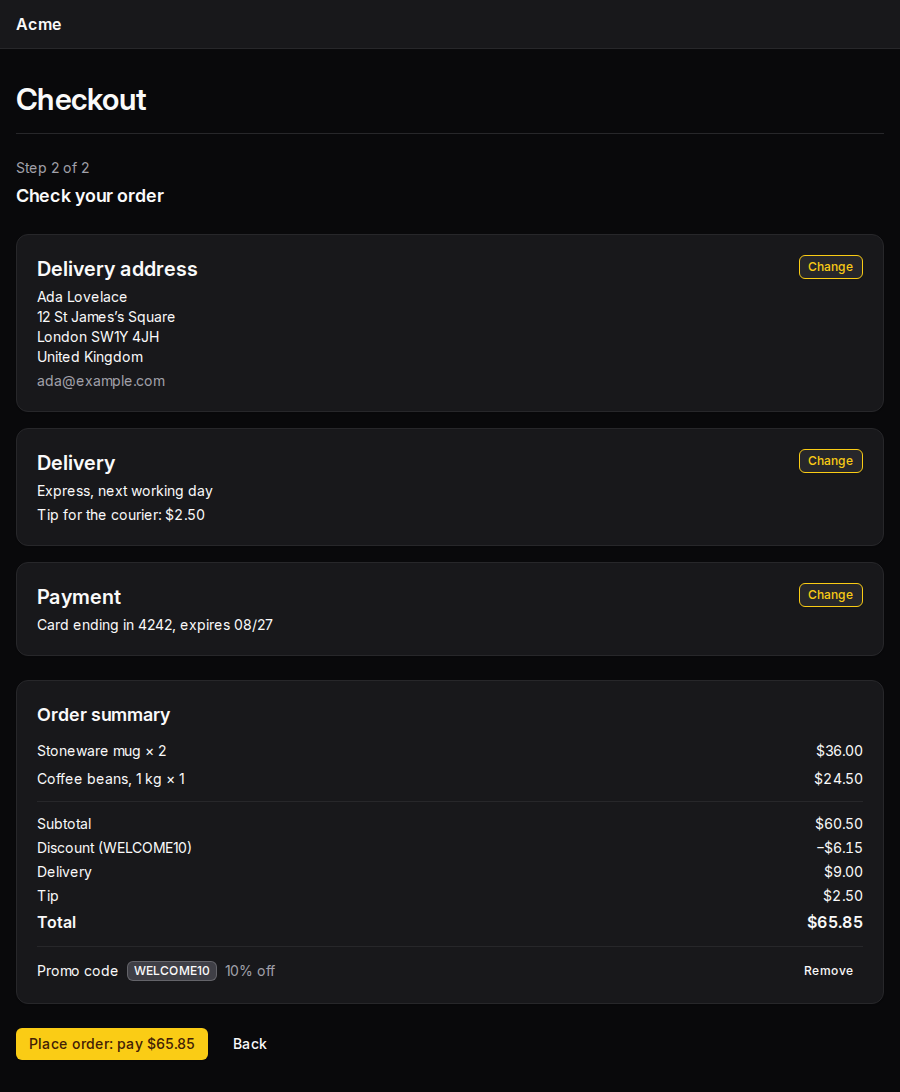 Acme
Checkout
Step 2 of 2
Check your order
Delivery address
Change
Ada Lovelace
12 St James’s Square
London SW1Y 4JH
United Kingdom
ada@example.com
Delivery
Change
Express, next working day
Tip for the courier: $2.50
Payment
Change
Card ending in 4242, expires 08/27
Order summary
Stoneware mug × 2 $36.00
Coffee beans, 1 kg × 1 $24.50
Subtotal $60.50
Discount (WELCOME10) −$6.15
Delivery $9.00
Tip $2.50
Total $65.85
Promo code WELCOME10 10% off Remove
Place order: pay $65.85 Back